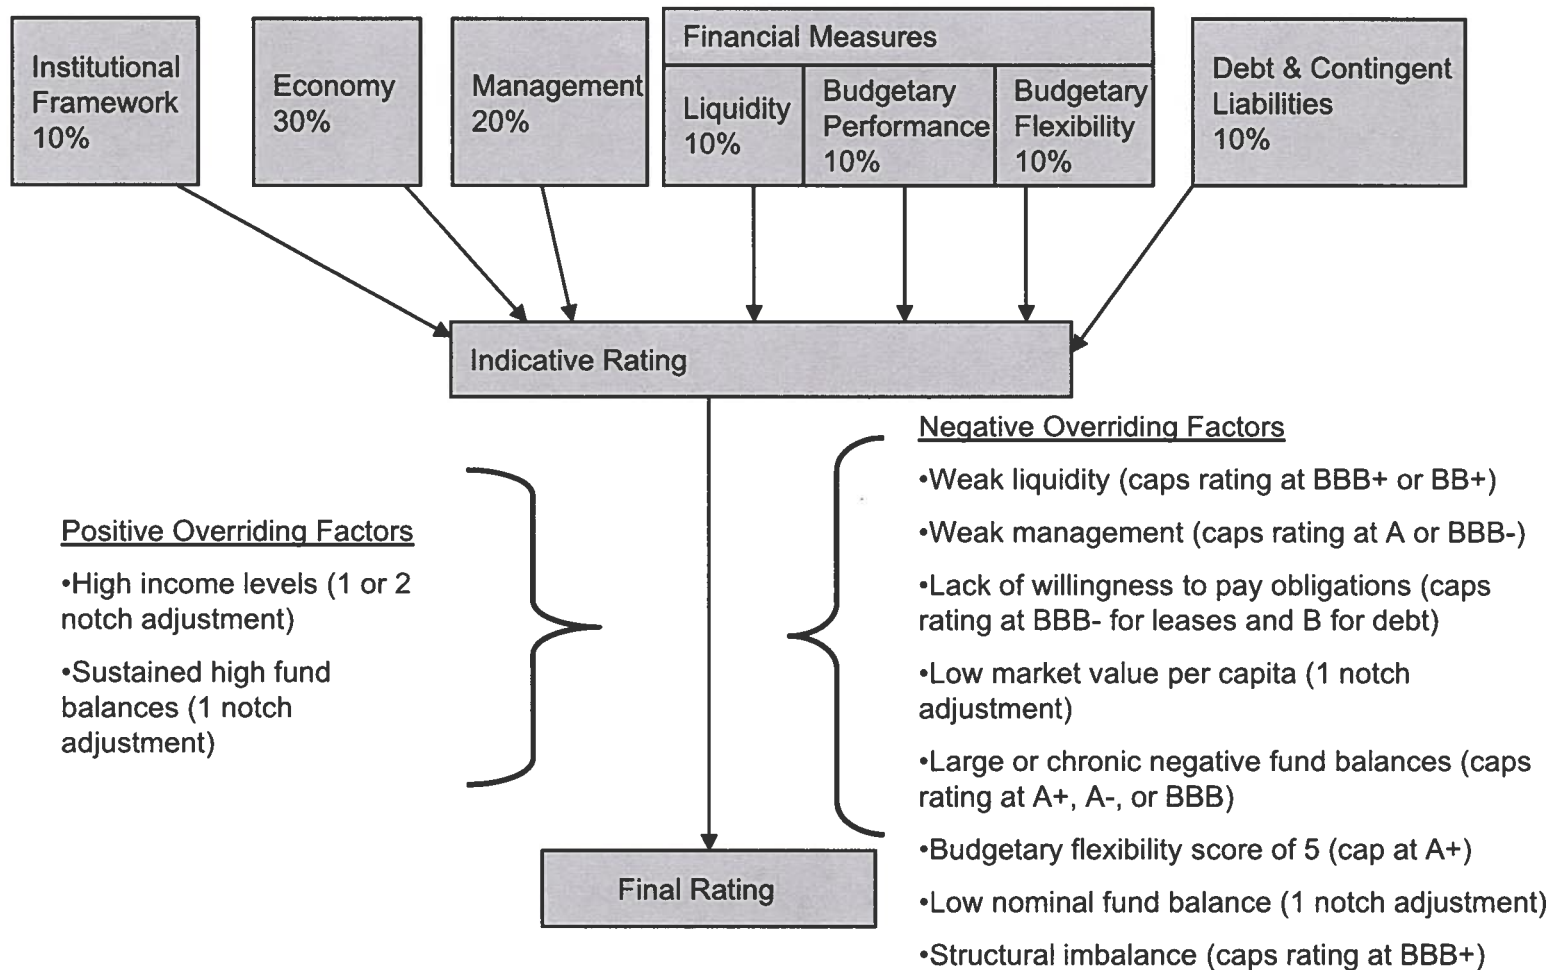 Institutional
Framework
10%
Economy
30%
Management
20%
Financial Measures
Liquidity
10%
Budgetary
Performance
10%
Budgetary
Flexibility
10%
Debt & Contingent
Liabilities
10%
Indicative Rating
Positive Overriding Factors
•High income levels (1 or 2
notch adjustment)
•Sustained high fund
balances (1 notch
adjustment)
Negative Overriding Factors
•Weak liquidity (caps rating at BBB+ or BB+)
•Weak management (caps rating at A or BBB-)
•Lack of willingness to pay obligations (caps
rating at BBB- for leases and B for debt)
•Low market value per capita (1 notch
adjustment)
•Large or chronic negative fund balances (caps
rating at A+, A-, or BBB)
•Budgetary flexibility score of 5 (cap at A+)
•Low nominal fund balance (1 notch adjustment)
•Structural imbalance (caps rating at BBB+)
Final Rating